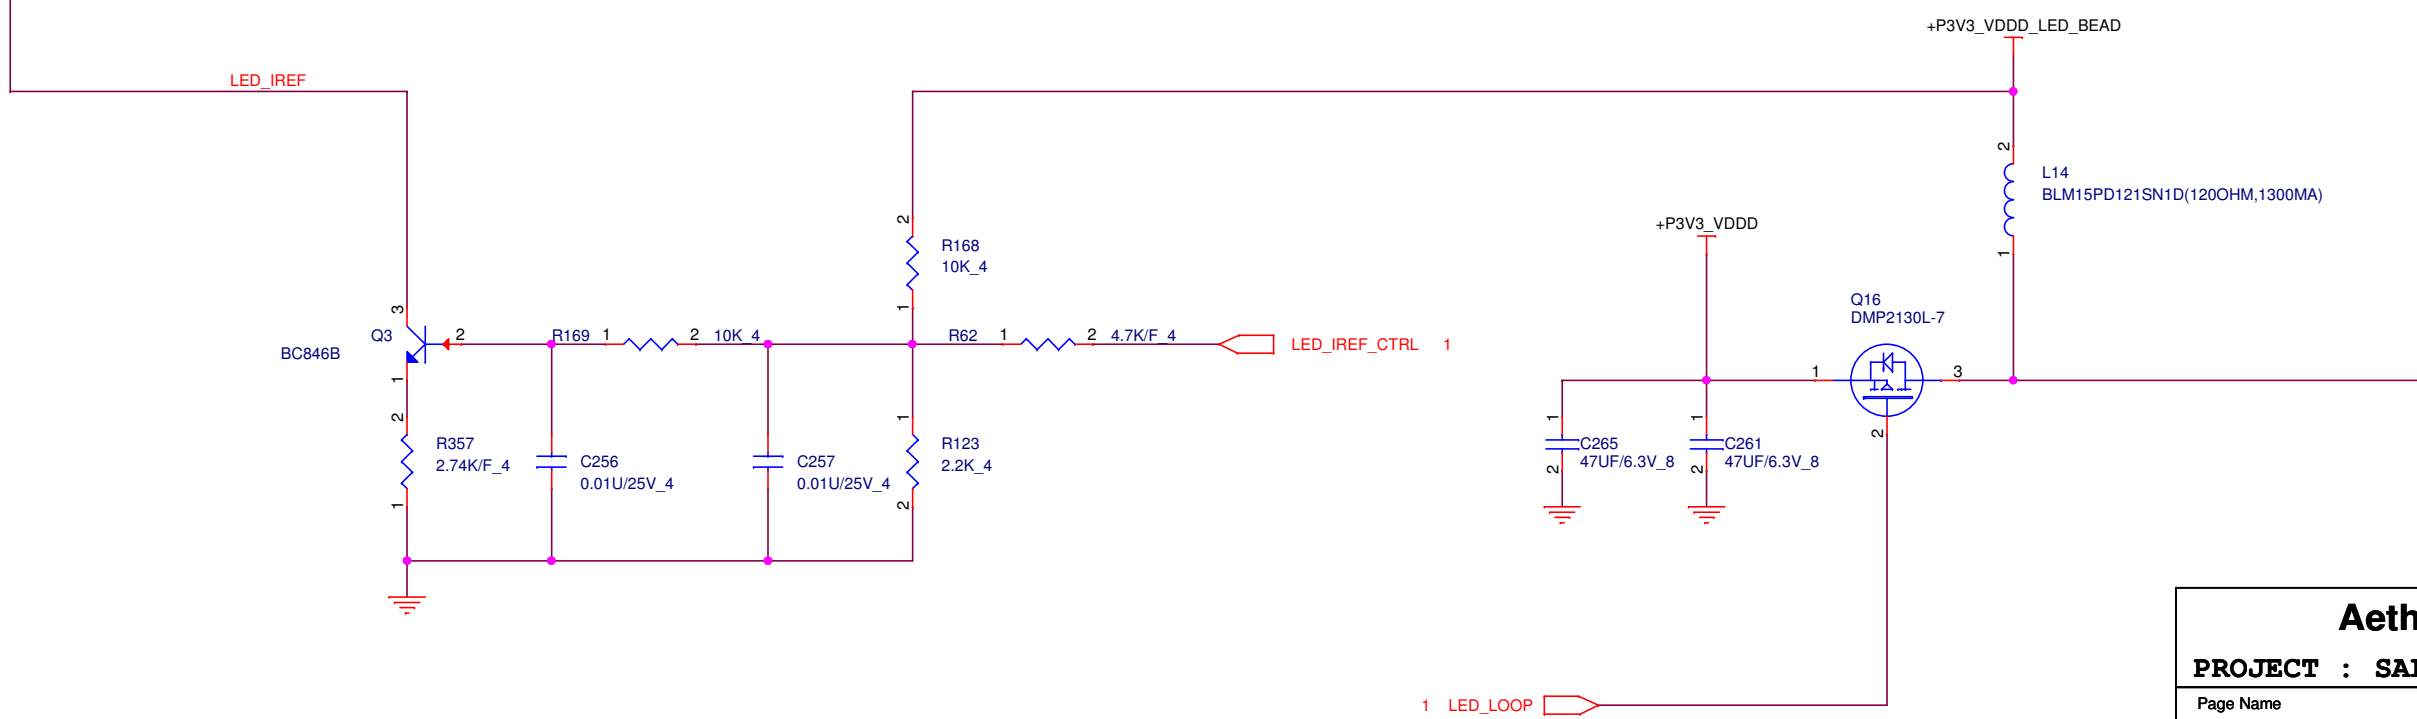 +P3V3_VDDD_LED_BEAD
LED_IREF
2
L14
BLM15PD121SN1D(120OHM,1300MA)
1
+P3V3_VDDD
2
R168
10K_4
1
3
Q3
BC846B
2
1
R169 1 2 10K_4
R62 1 2 4.7K/F_4
LED_IREF_CTRL 1
Q16
DMP2130L-7
1
3
2
2
R357
2.74K/F_4
1
C256
0.01U/25V_4
C257
0.01U/25V_4
1
R123
2.2K_4
2
1
C265
47UF/6.3V_8
2
1
C261
47UF/6.3V_8
2
1 LED_LOOP
Aeth
PROJECT : SA
Page Name